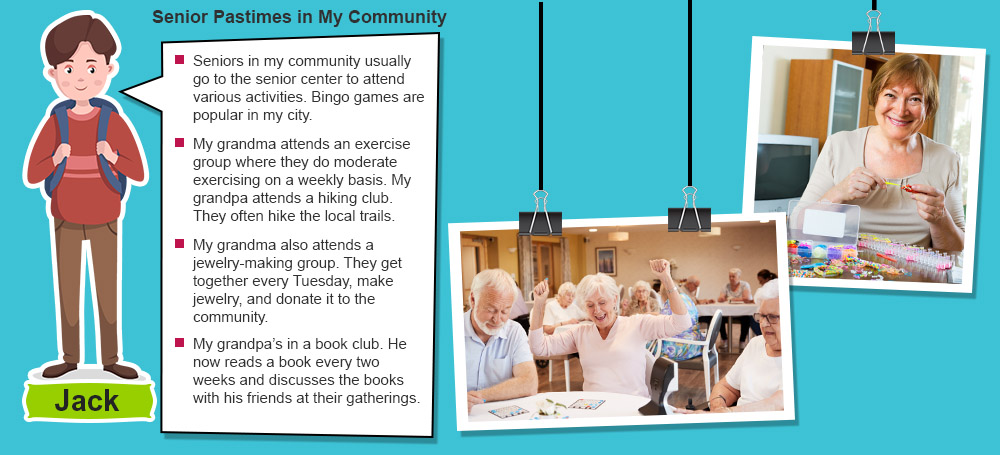 Senior Pastimes in My Community
Seniors in my community usually
go to the senior center to attend
various activities. Bingo games are
popular in my city.
My grandma attends an exercise
group where they do moderate
exercising on a weekly basis. My
grandpa attends a hiking club.
They often hike the local trails.
My grandma also attends a
jewelry-making group. They get
together every Tuesday, make
jewelry, and donate it to the
community.
My grandpa’s in a book club. He
now reads a book every two
weeks and discusses the books
with his friends at their gatherings.
Jack